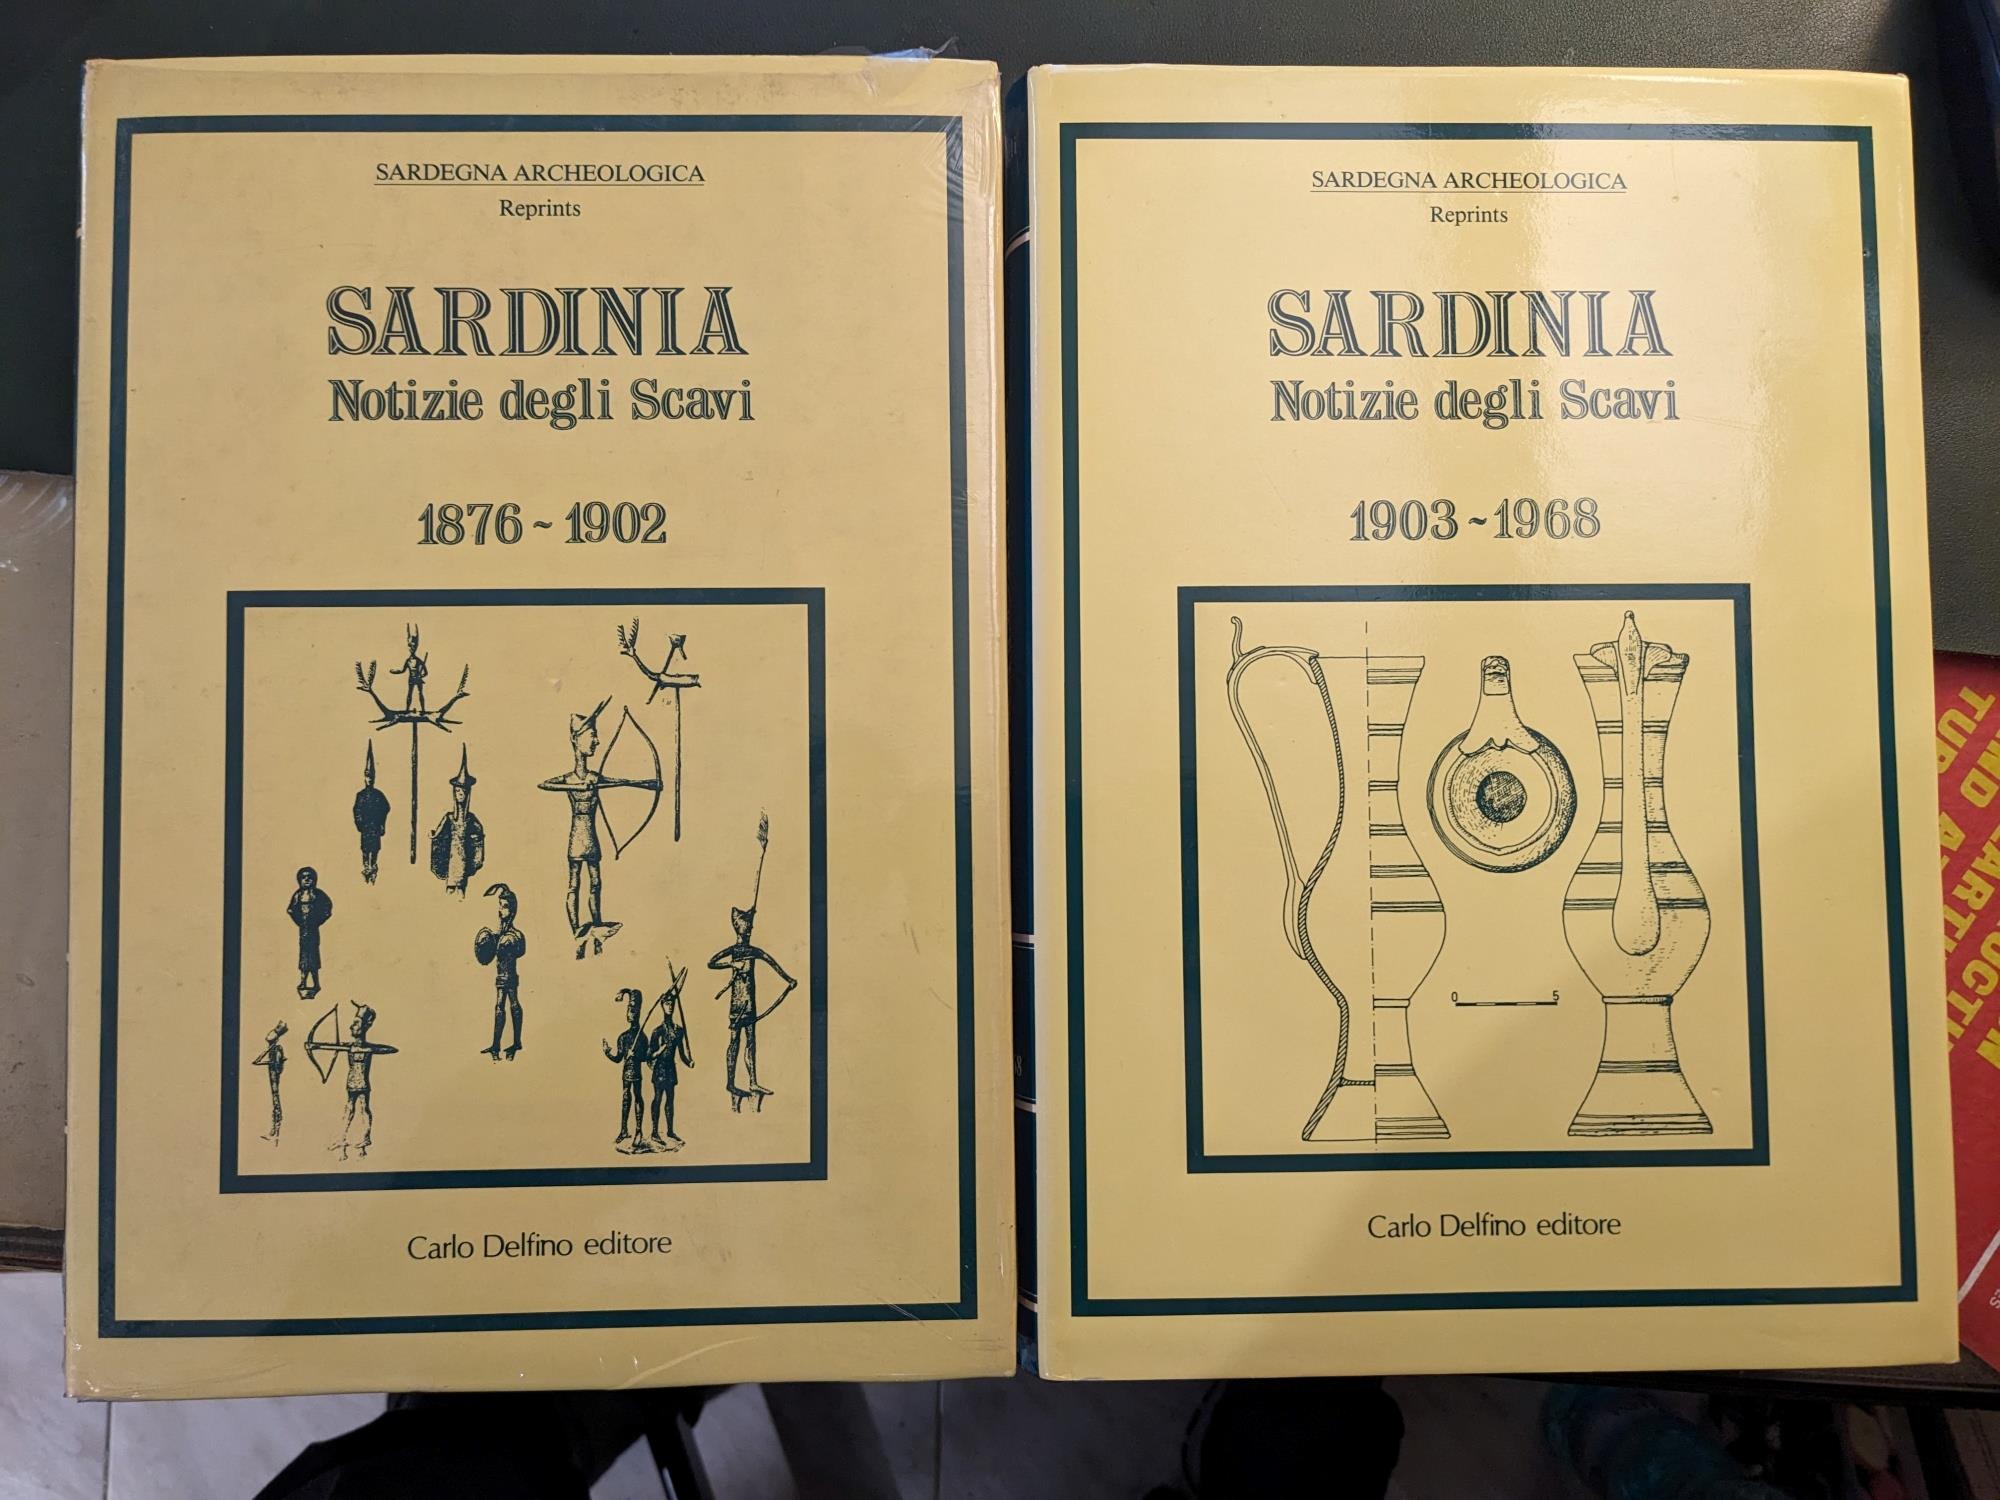 SARDEGNA ARCHEOLOGICA
Reprints
SARDINIA
Notizie degli Scavi
1876 ~ 1902
Carlo Delfino editore
SARDEGNA ARCHEOLOGICA
Reprints
SARDINIA
Notizie degli Scavi
1903 ~ 1968
0 5
Carlo Delfino editore